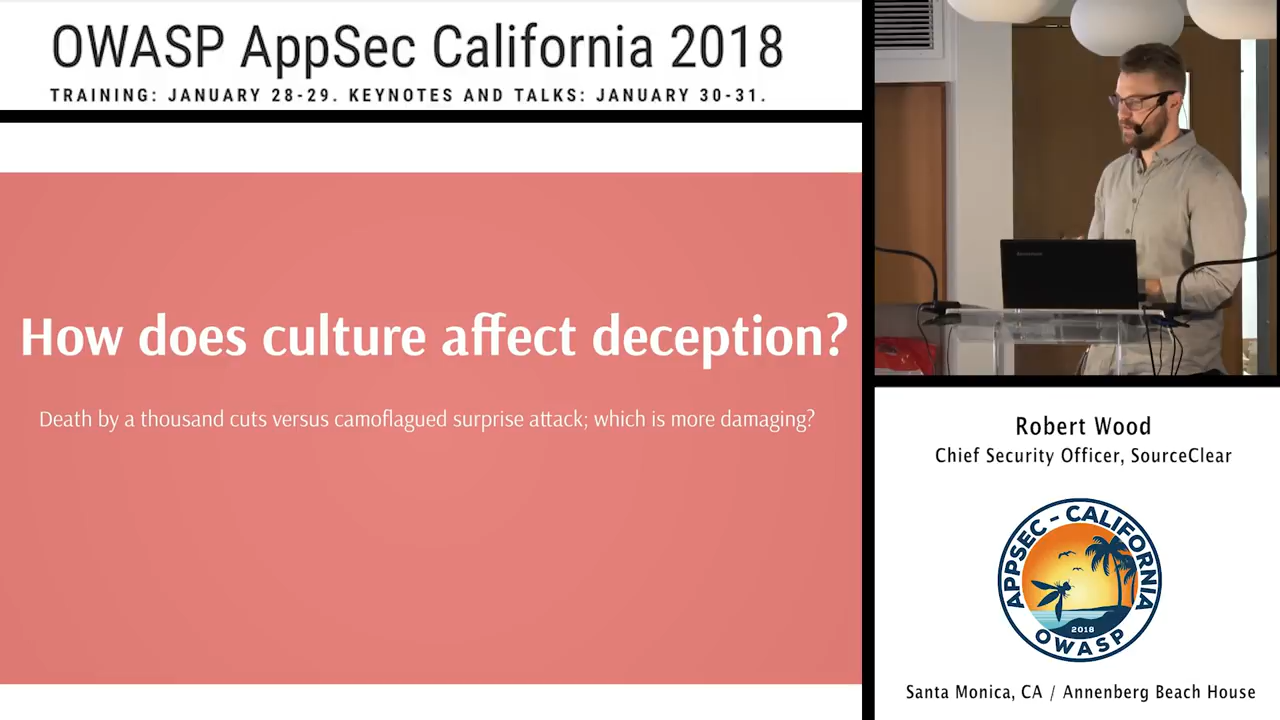 OWASP AppSec California 2018
TRAINING: JANUARY 28-29. KEYNOTES AND TALKS: JANUARY 30-31.
How does culture affect deception?
Death by a thousand cuts versus camoflagued surprise attack; which is more damaging?
Robert Wood
Chief Security Officer, SourceClear
APPSEC - CALIFORNIA
2018
OWASP
Santa Monica, CA / Annenberg Beach House